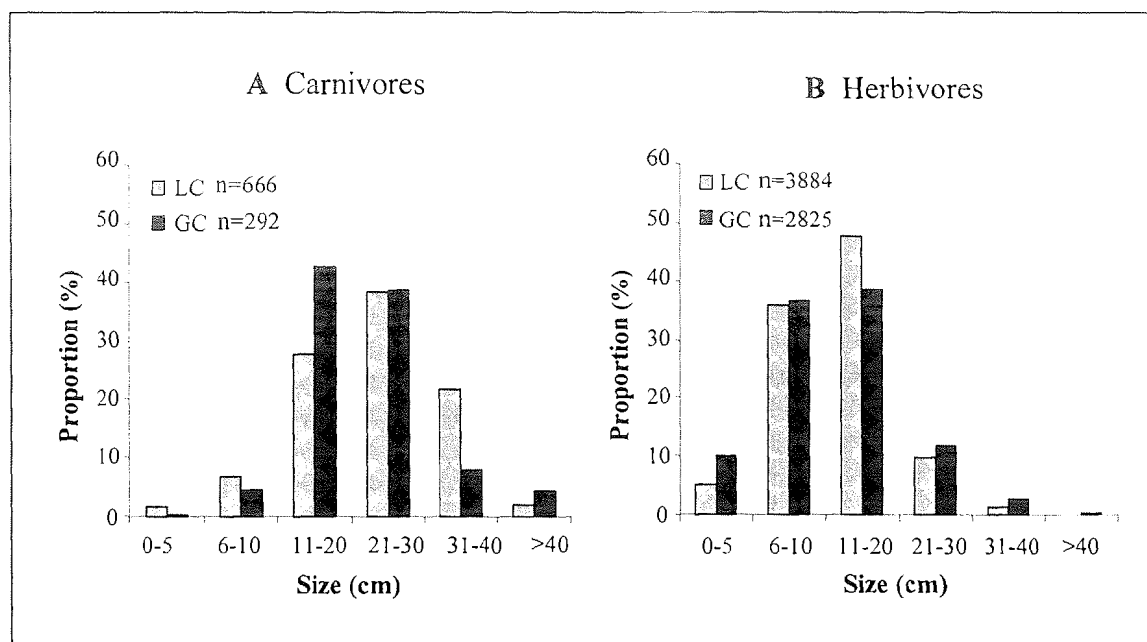 A Carnivores
60
50
40
30
20
10
0
Proportion (%)
LC n=666
GC n=292
0-5 6-10 11-20 21-30 31-40 >40
Size (cm)
B Herbivores
60
50
40
30
20
10
0
Proportion (%)
LC n=3884
GC n=2825
0-5 6-10 11-20 21-30 31-40 >40
Size (cm)